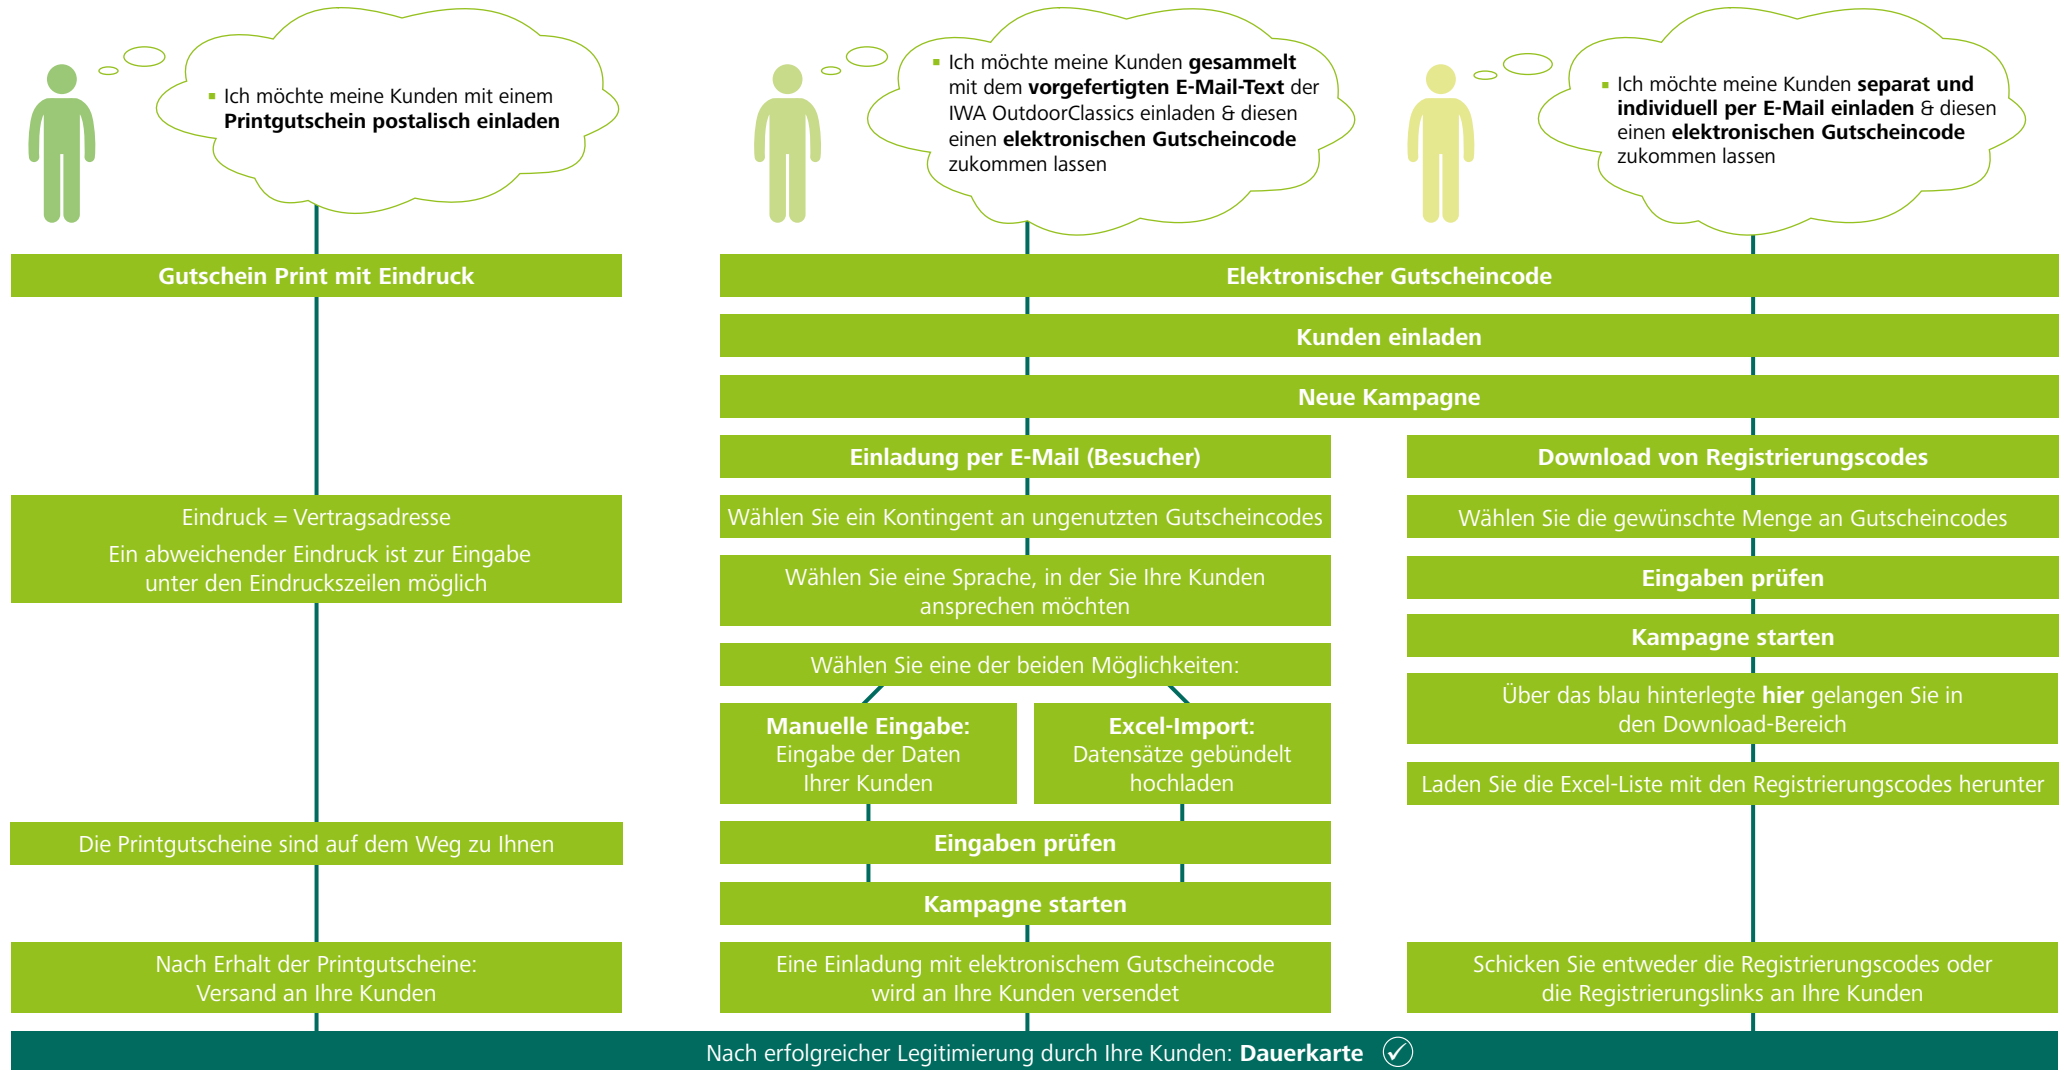 ▪ Ich möchte meine Kunden mit einem
Printgutschein postalisch einladen
▪ Ich möchte meine Kunden gesammelt
mit dem vorgefertigten E-Mail-Text der
IWA OutdoorClassics einladen & diesen
einen elektronischen Gutscheincode
zukommen lassen
▪ Ich möchte meine Kunden separat und
individuell per E-Mail einladen & diesen
einen elektronischen Gutscheincode
zukommen lassen
Gutschein Print mit Eindruck
Eindruck = Vertragsadresse
Ein abweichender Eindruck ist zur Eingabe
unter den Eindruckszeilen möglich
Die Printgutscheine sind auf dem Weg zu Ihnen
Nach Erhalt der Printgutscheine:
Versand an Ihre Kunden
Elektronischer Gutscheincode
Kunden einladen
Neue Kampagne
Einladung per E-Mail (Besucher)
Wählen Sie ein Kontingent an ungenutzten Gutscheincodes
Wählen Sie eine Sprache, in der Sie Ihre Kunden
ansprechen möchten
Wählen Sie eine der beiden Möglichkeiten:
Manuelle Eingabe:
Eingabe der Daten
Ihrer Kunden
Excel-Import:
Datensätze gebündelt
hochladen
Eingaben prüfen
Kampagne starten
Eine Einladung mit elektronischem Gutscheincode
wird an Ihre Kunden versendet
Download von Registrierungscodes
Wählen Sie die gewünschte Menge an Gutscheincodes
Eingaben prüfen
Kampagne starten
Über das blau hinterlegte hier gelangen Sie in
den Download-Bereich
Laden Sie die Excel-Liste mit den Registrierungscodes herunter
Schicken Sie entweder die Registrierungscodes oder
die Registrierungslinks an Ihre Kunden
Nach erfolgreicher Legitimierung durch Ihre Kunden: Dauerkarte